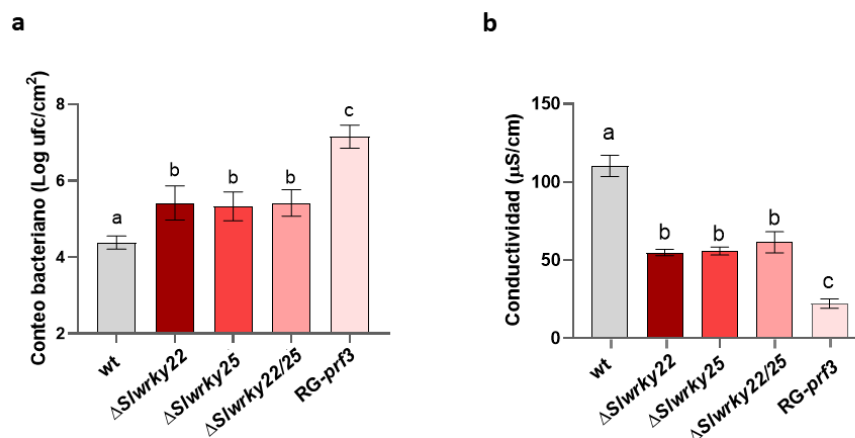 a
Conteo bacteriano (Log ufc/cm²)
8
6
4
2
a
b
b
b
c
wt
ΔSlwrky22
ΔSlwrky25
ΔSlwrky22/25
RG-prf3
b
Conductividad (µS/cm)
150
100
50
0
a
b
b
b
c
wt
ΔSlwrky22
ΔSlwrky25
ΔSlwrky22/25
RG-prf3